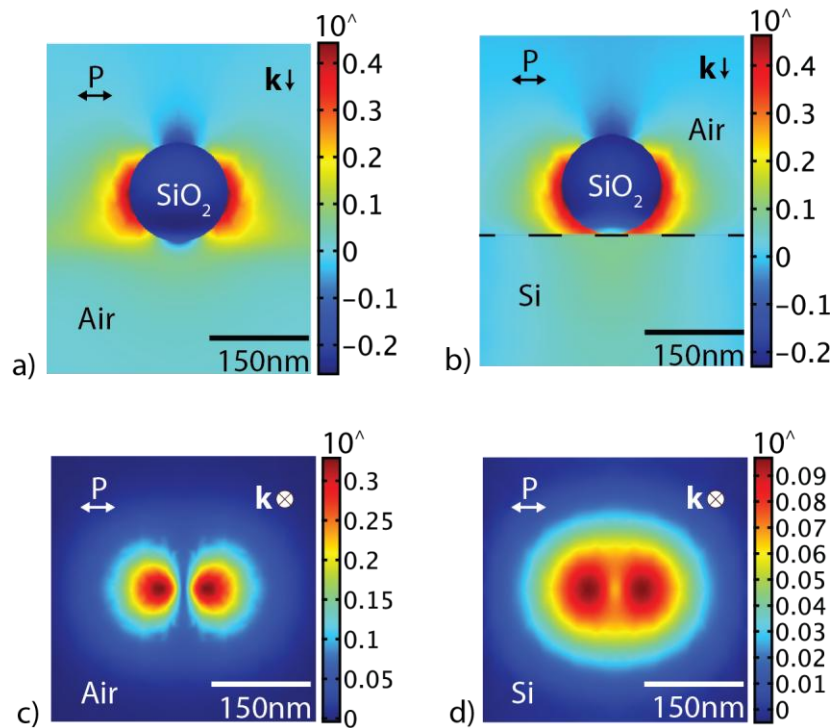 10^
P
k↓
0.4
0.3
0.2
0.1
0
−0.1
−0.2
SiO2
Air
150nm
a)
10^
P
k↓
Air
0.4
0.3
0.2
0.1
0
−0.1
−0.2
SiO2
Si
150nm
b)
10^
P
k⊗
0.3
0.25
0.2
0.15
0.1
0.05
0
Air
150nm
c)
10^
P
k⊗
0.09
0.08
0.07
0.06
0.05
0.04
0.03
0.02
0.01
0
Si
150nm
d)